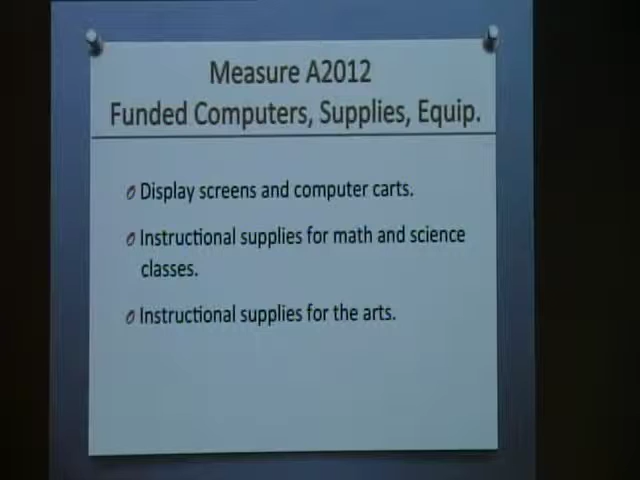 Measure A2012
Funded Computers, Supplies, Equip.
Display screens and computer carts.
Instructional supplies for math and science
classes.
Instructional supplies for the arts.